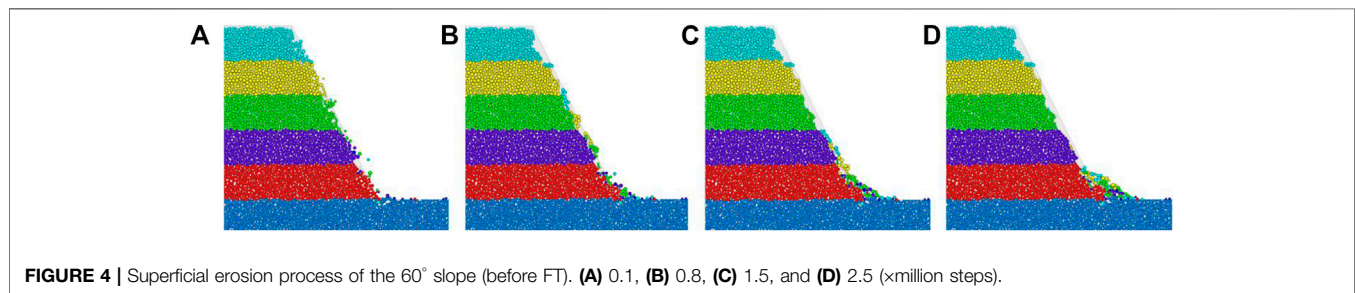 A B C D
FIGURE 4 | Superficial erosion process of the 60° slope (before FT). (A) 0.1, (B) 0.8, (C) 1.5, and (D) 2.5 (×million steps).